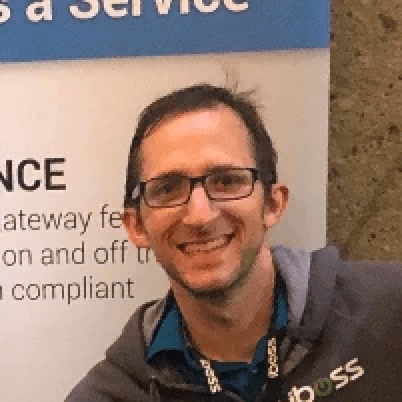 s a Service
NCE
ateway fe
on and off t
compliant
iboss
iboss
iboss